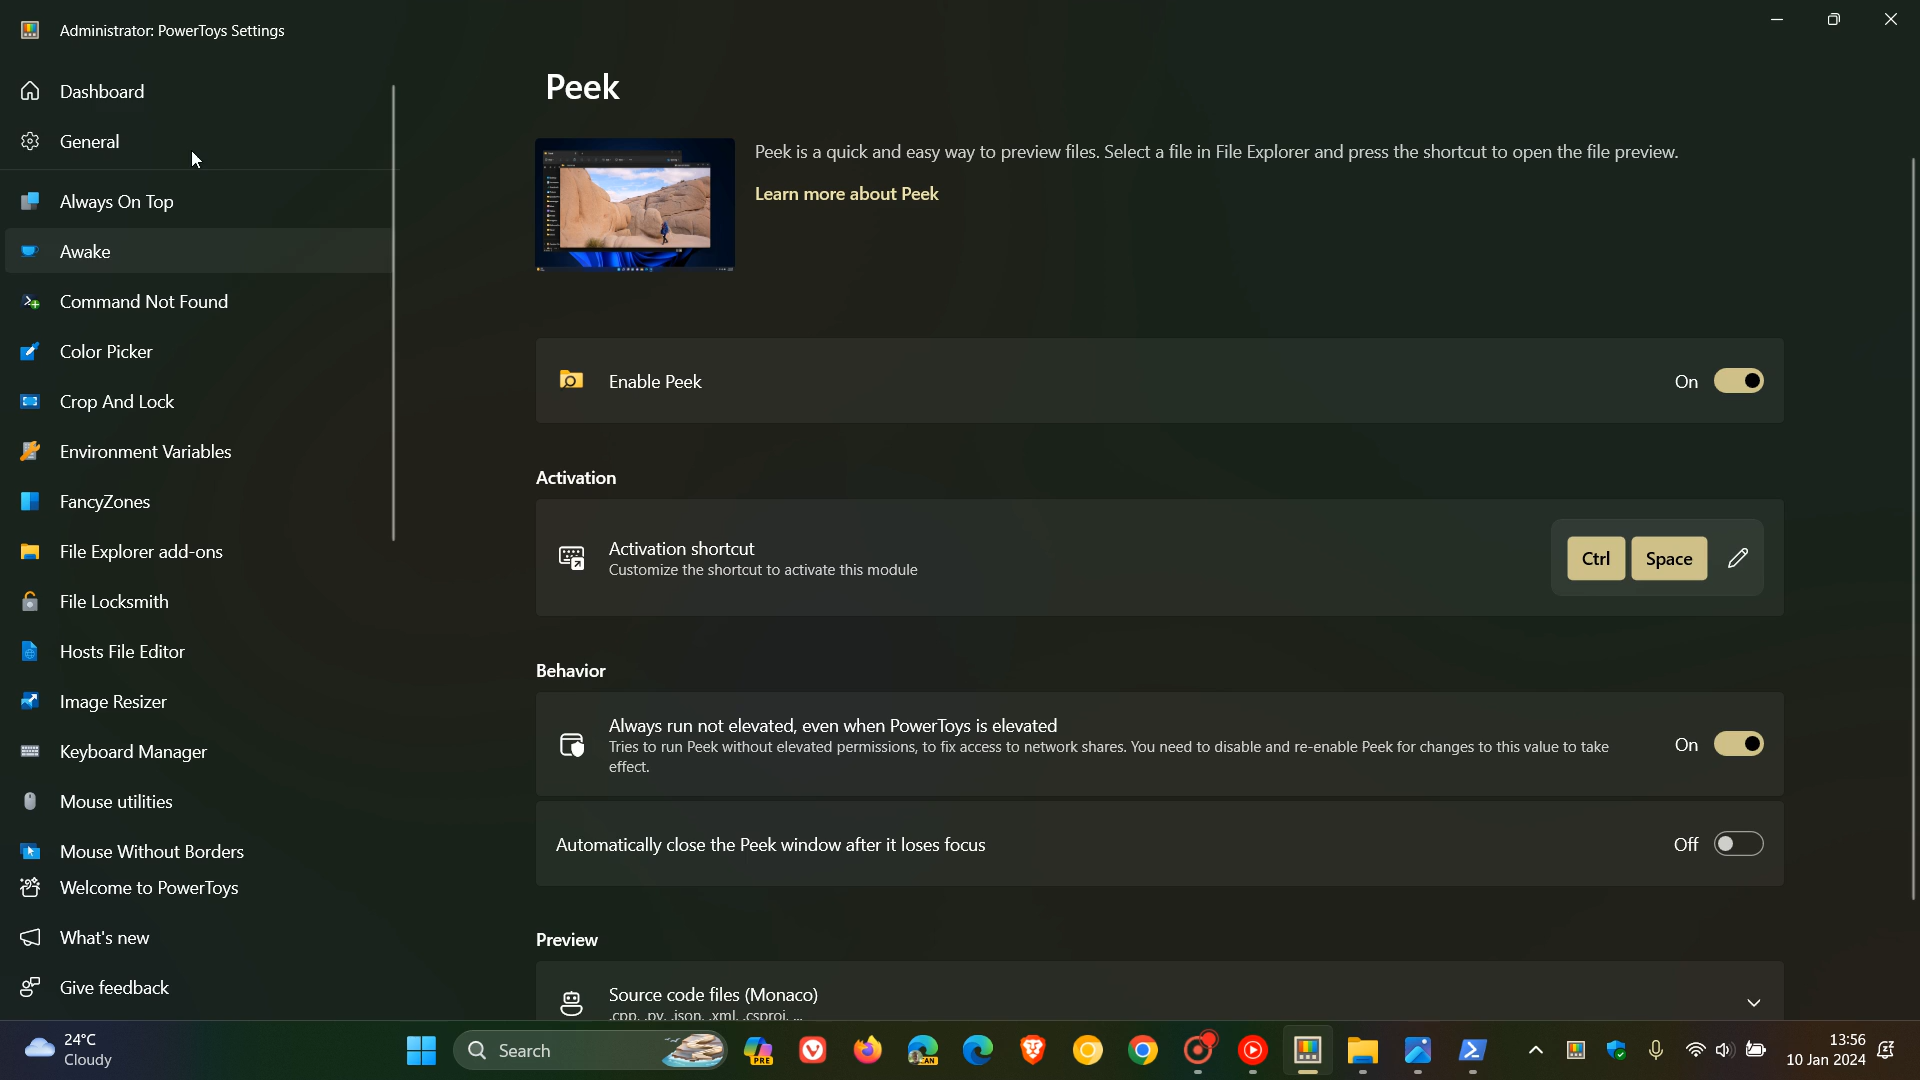 Administrator: PowerToys Settings
Dashboard
General
Always On Top
Awake
Command Not Found
Color Picker
Crop And Lock
Environment Variables
FancyZones
File Explorer add-ons
File Locksmith
Hosts File Editor
Image Resizer
Keyboard Manager
Mouse utilities
Mouse Without Borders
Welcome to PowerToys
What's new
Give feedback
Peek
Peek is a quick and easy way to preview files. Select a file in File Explorer and press the shortcut to open the file preview.
Learn more about Peek
Enable Peek
On
Activation
Activation shortcut
Customize the shortcut to activate this module
Ctrl Space
Behavior
Always run not elevated, even when PowerToys is elevated
Tries to run Peek without elevated permissions, to fix access to network shares. You need to disable and re-enable Peek for changes to this value to take
effect.
On
Automatically close the Peek window after it loses focus
Off
Preview
Source code files (Monaco)
.cpp, .py, .json, .xml, .csproj, ...
24°C
Cloudy
Search
PRE
CAN
13:56
10 Jan 2024